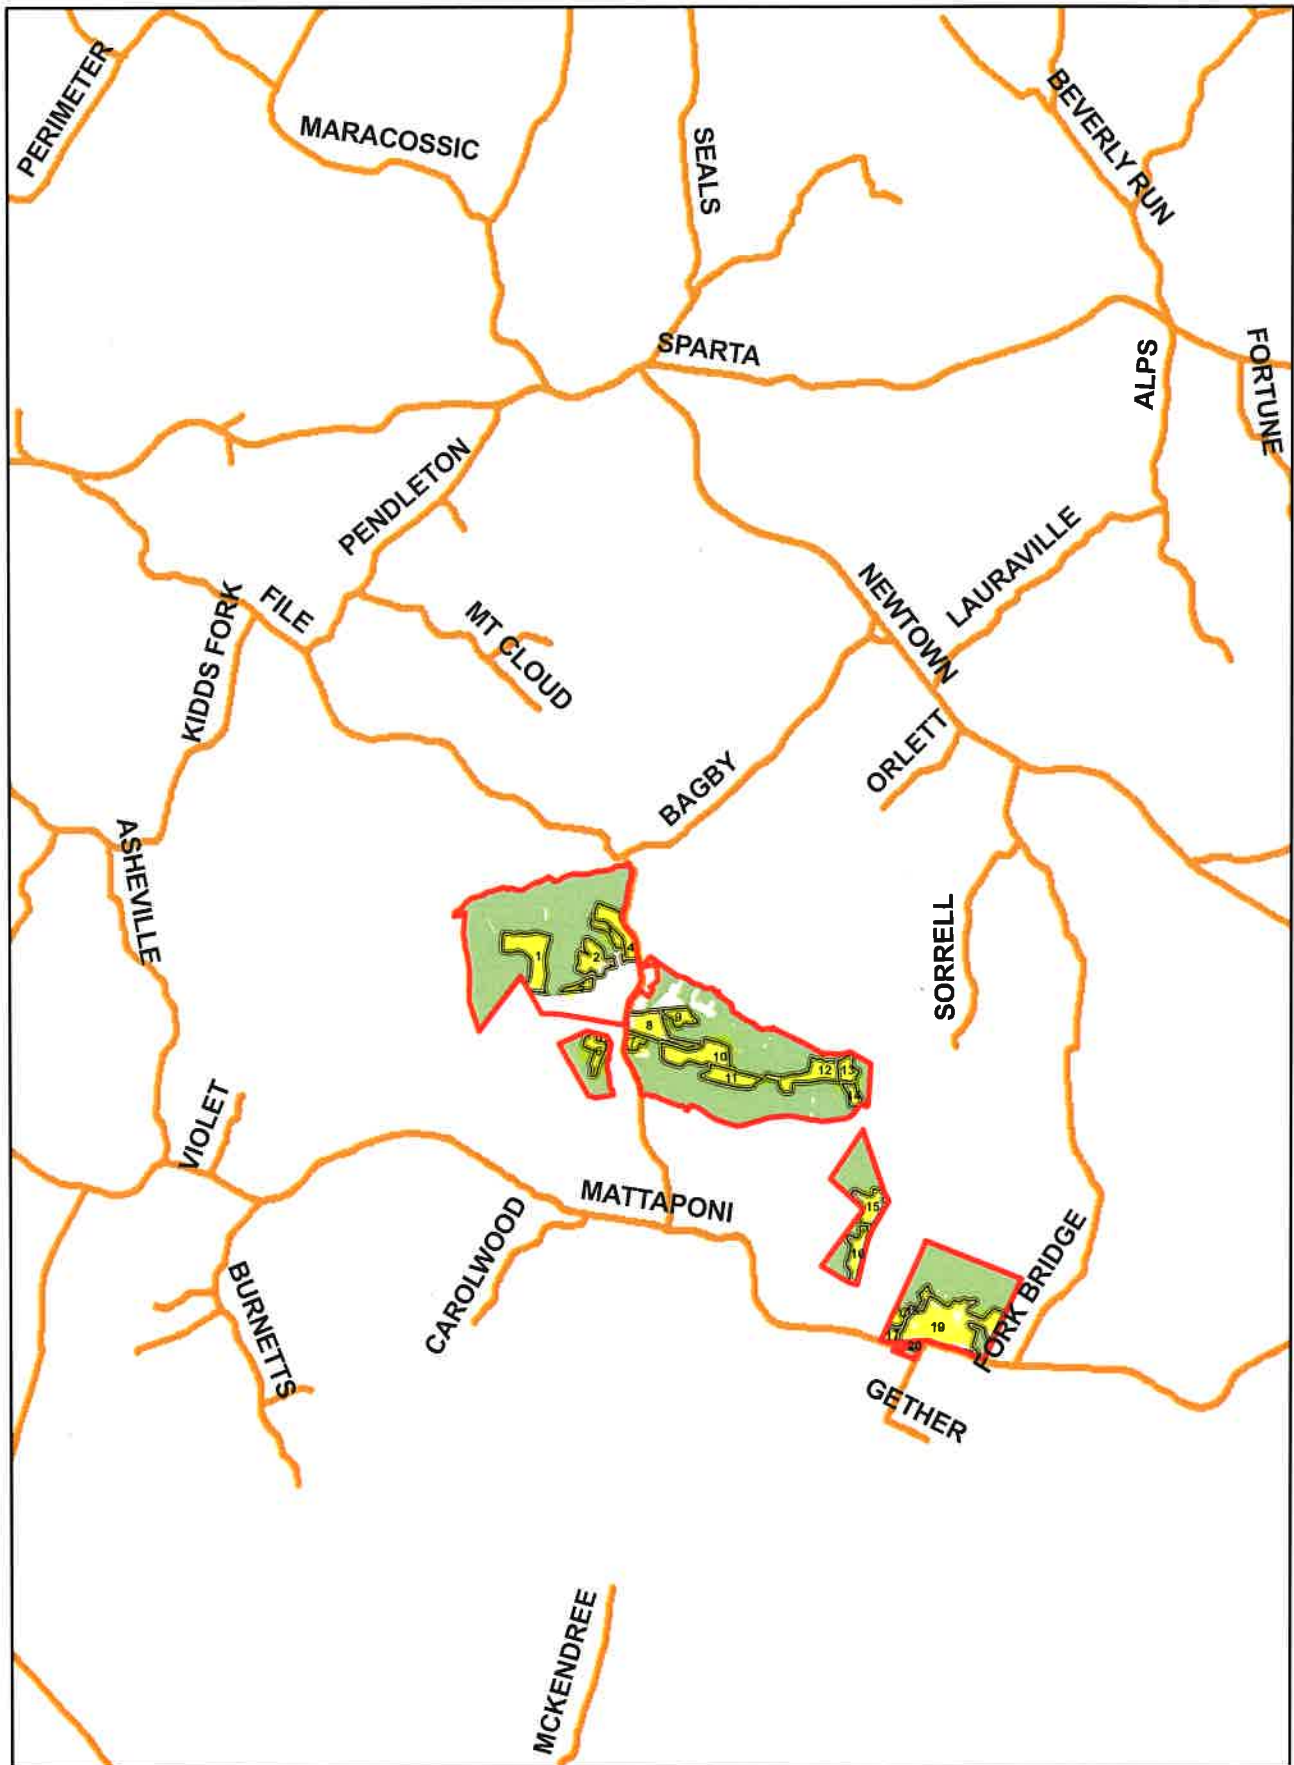 PERIMETER
MARACOSSIC
SEALS
BEVERLY RUN
SPARTA
ALPS
FORTUNE
PENDLETON
LAURAVILLE
NEWTOWN
KIDDS FORK
FILE
MT CLOUD
ORLETT
BAGBY
ASHEVILLE
SORRELL
1
2
4
8
9
10
11
12
13
14
VIOLET
MATTAPONI
CAROLWOOD
15
16
BURNETTS
FORK BRIDGE
19
20
GETHER
MCKENDREE